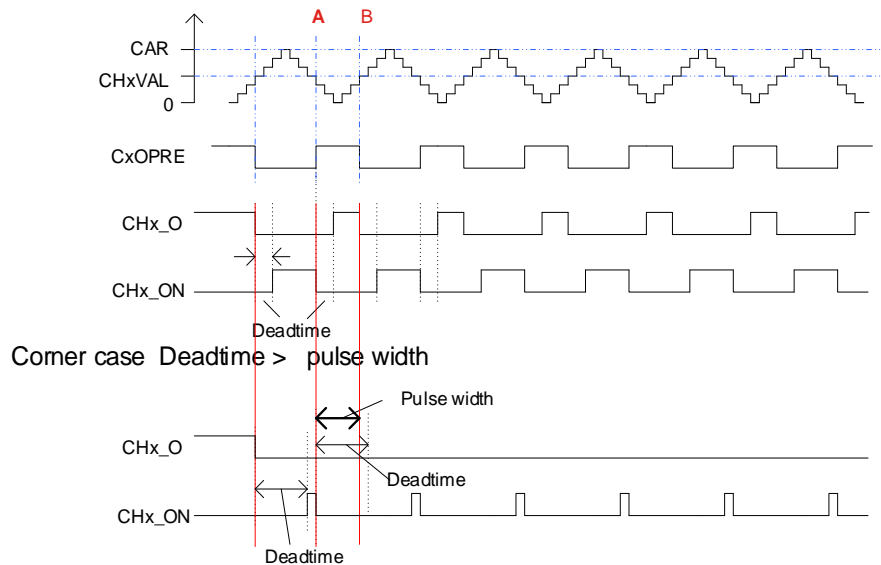 A B
CAR
CHxVAL
0
CxOPRE
CHx_O
CHx_ON
Deadtime
Corner case Deadtime > pulse width
Pulse width
CHx_O
Deadtime
CHx_ON
Deadtime